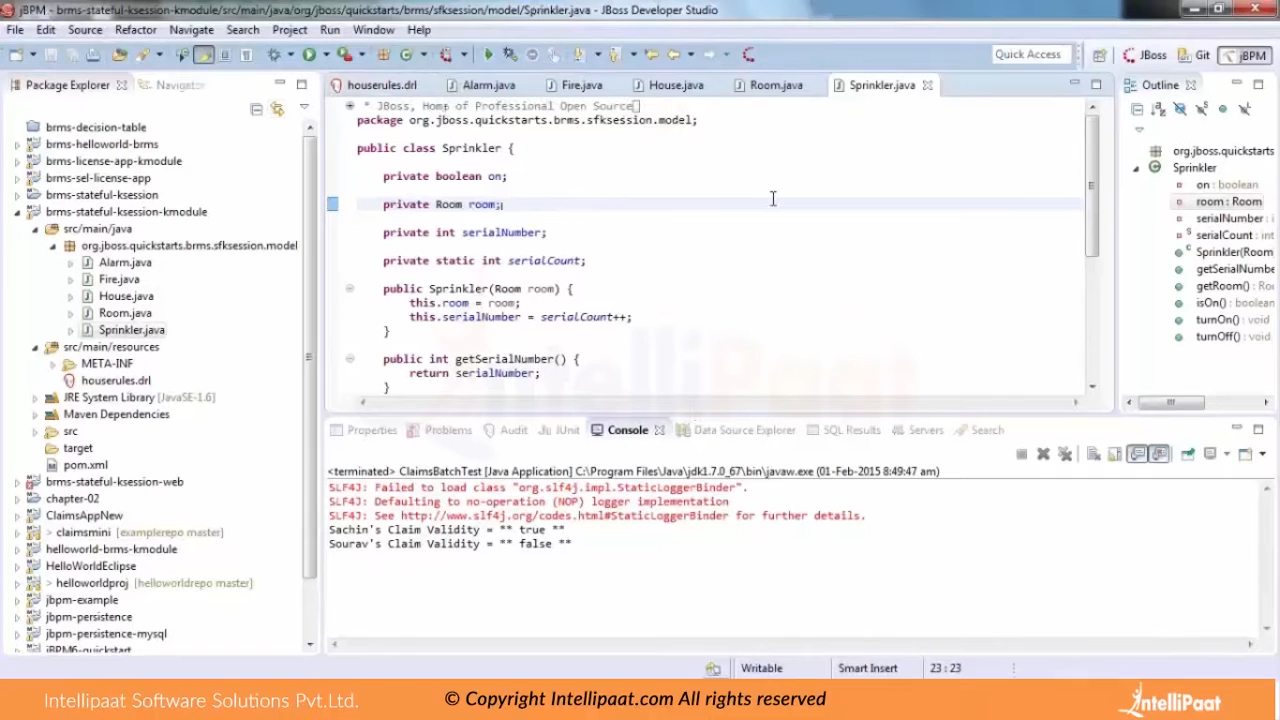 jBPM - brms-stateful-ksession-kmodule/src/main/java/org/jboss/quickstarts/brms/sfksession/model/Sprinkler.java - JBoss Developer Studio
File Edit Source Refactor Navigate Search Project Run Window Help
Quick Access JBoss Git jBPM
Package Explorer Navigator
houserules.drl Alarm.java Fire.java House.java Room.java Sprinkler.java
Outline
brms-decision-table
brms-helloworld-brms
brms-license-app-kmodule
brms-sel-license-app
brms-stateful-ksession
brms-stateful-ksession-kmodule
src/main/java
org.jboss.quickstarts.brms.sfksession.model
Alarm.java
Fire.java
House.java
Room.java
Sprinkler.java
src/main/resources
META-INF
houserules.drl
JRE System Library [JavaSE-1.6]
Maven Dependencies
src
target
pom.xml
brms-stateful-ksession-web
chapter-02
ClaimsAppNew
> claimsmini [examplerepo master]
helloworld-brms-kmodule
HelloWorldEclipse
> helloworldproj [helloworldrepo master]
jbpm-example
jbpm-persistence
jbpm-persistence-mysql
jBPM6-quickstart
* JBoss, Home of Professional Open Source
package org.jboss.quickstarts.brms.sfksession.model;
public class Sprinkler {
private boolean on;
private Room room;
private int serialNumber;
private static int serialCount;
public Sprinkler(Room room) {
this.room = room;
this.serialNumber = serialCount++;
}
public int getSerialNumber() {
return serialNumber;
}
org.jboss.quickstarts
Sprinkler
on : boolean
room : Room
serialNumber :
serialCount : int
Sprinkler(Room
getSerialNumbe
getRoom() : Ro
isOn() : boolean
turnOn() : void
turnOff() : void
IntelliPaat
Properties Problems Audit JUnit Console Data Source Explorer SQL Results Servers Search
<terminated> ClaimsBatchTest [Java Application] C:\Program Files\Java\jdk1.7.0_67\bin\javaw.exe (01-Feb-2015 8:49:47 am)
SLF4J: Failed to load class "org.slf4j.impl.StaticLoggerBinder".
SLF4J: Defaulting to no-operation (NOP) logger implementation
SLF4J: See http://www.slf4j.org/codes.html#StaticLoggerBinder for further details.
Sachin's Claim Validity = ** true **
Sourav's Claim Validity = ** false **
Writable Smart Insert 23 : 23
Intellipaat Software Solutions Pvt.Ltd.
© Copyright Intellipaat.com All rights reserved
IntelliPaat